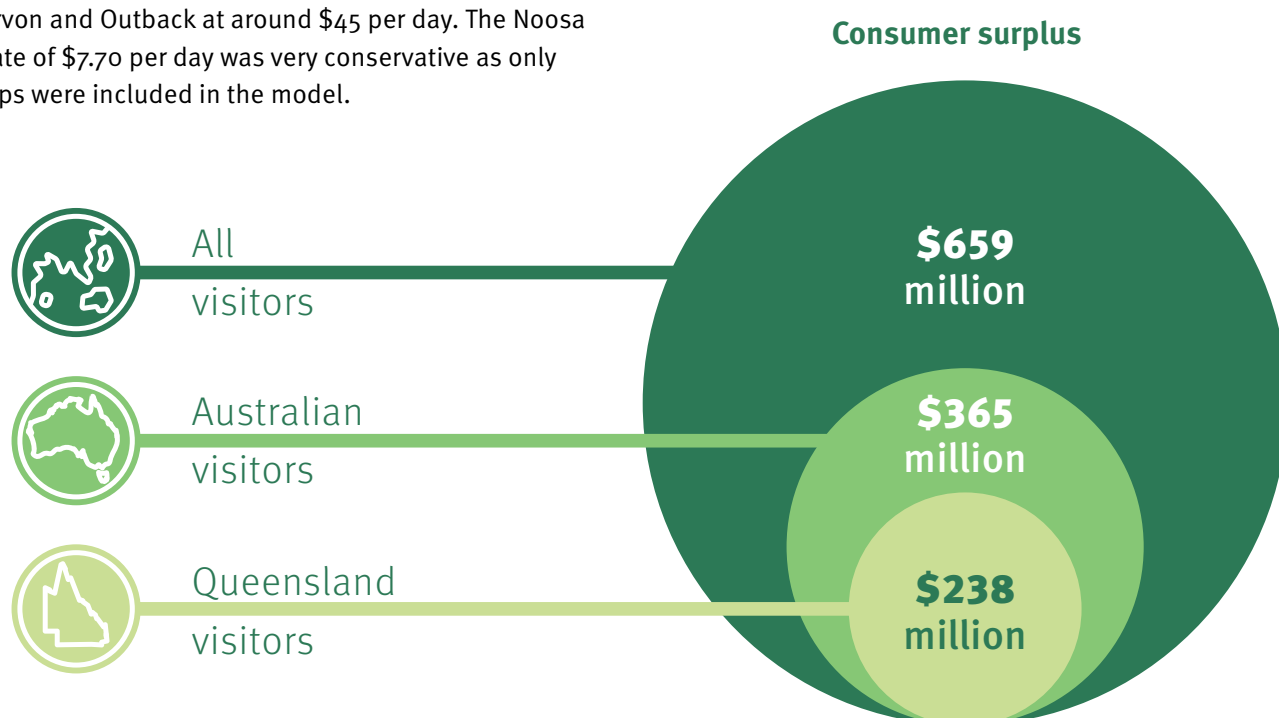 rvon and Outback at around $45 per day. The Noosa
ate of $7.70 per day was very conservative as only
ps were included in the model.
Consumer surplus
All
visitors
$659
million
Australian
visitors
$365
million
Queensland
visitors
$238
million